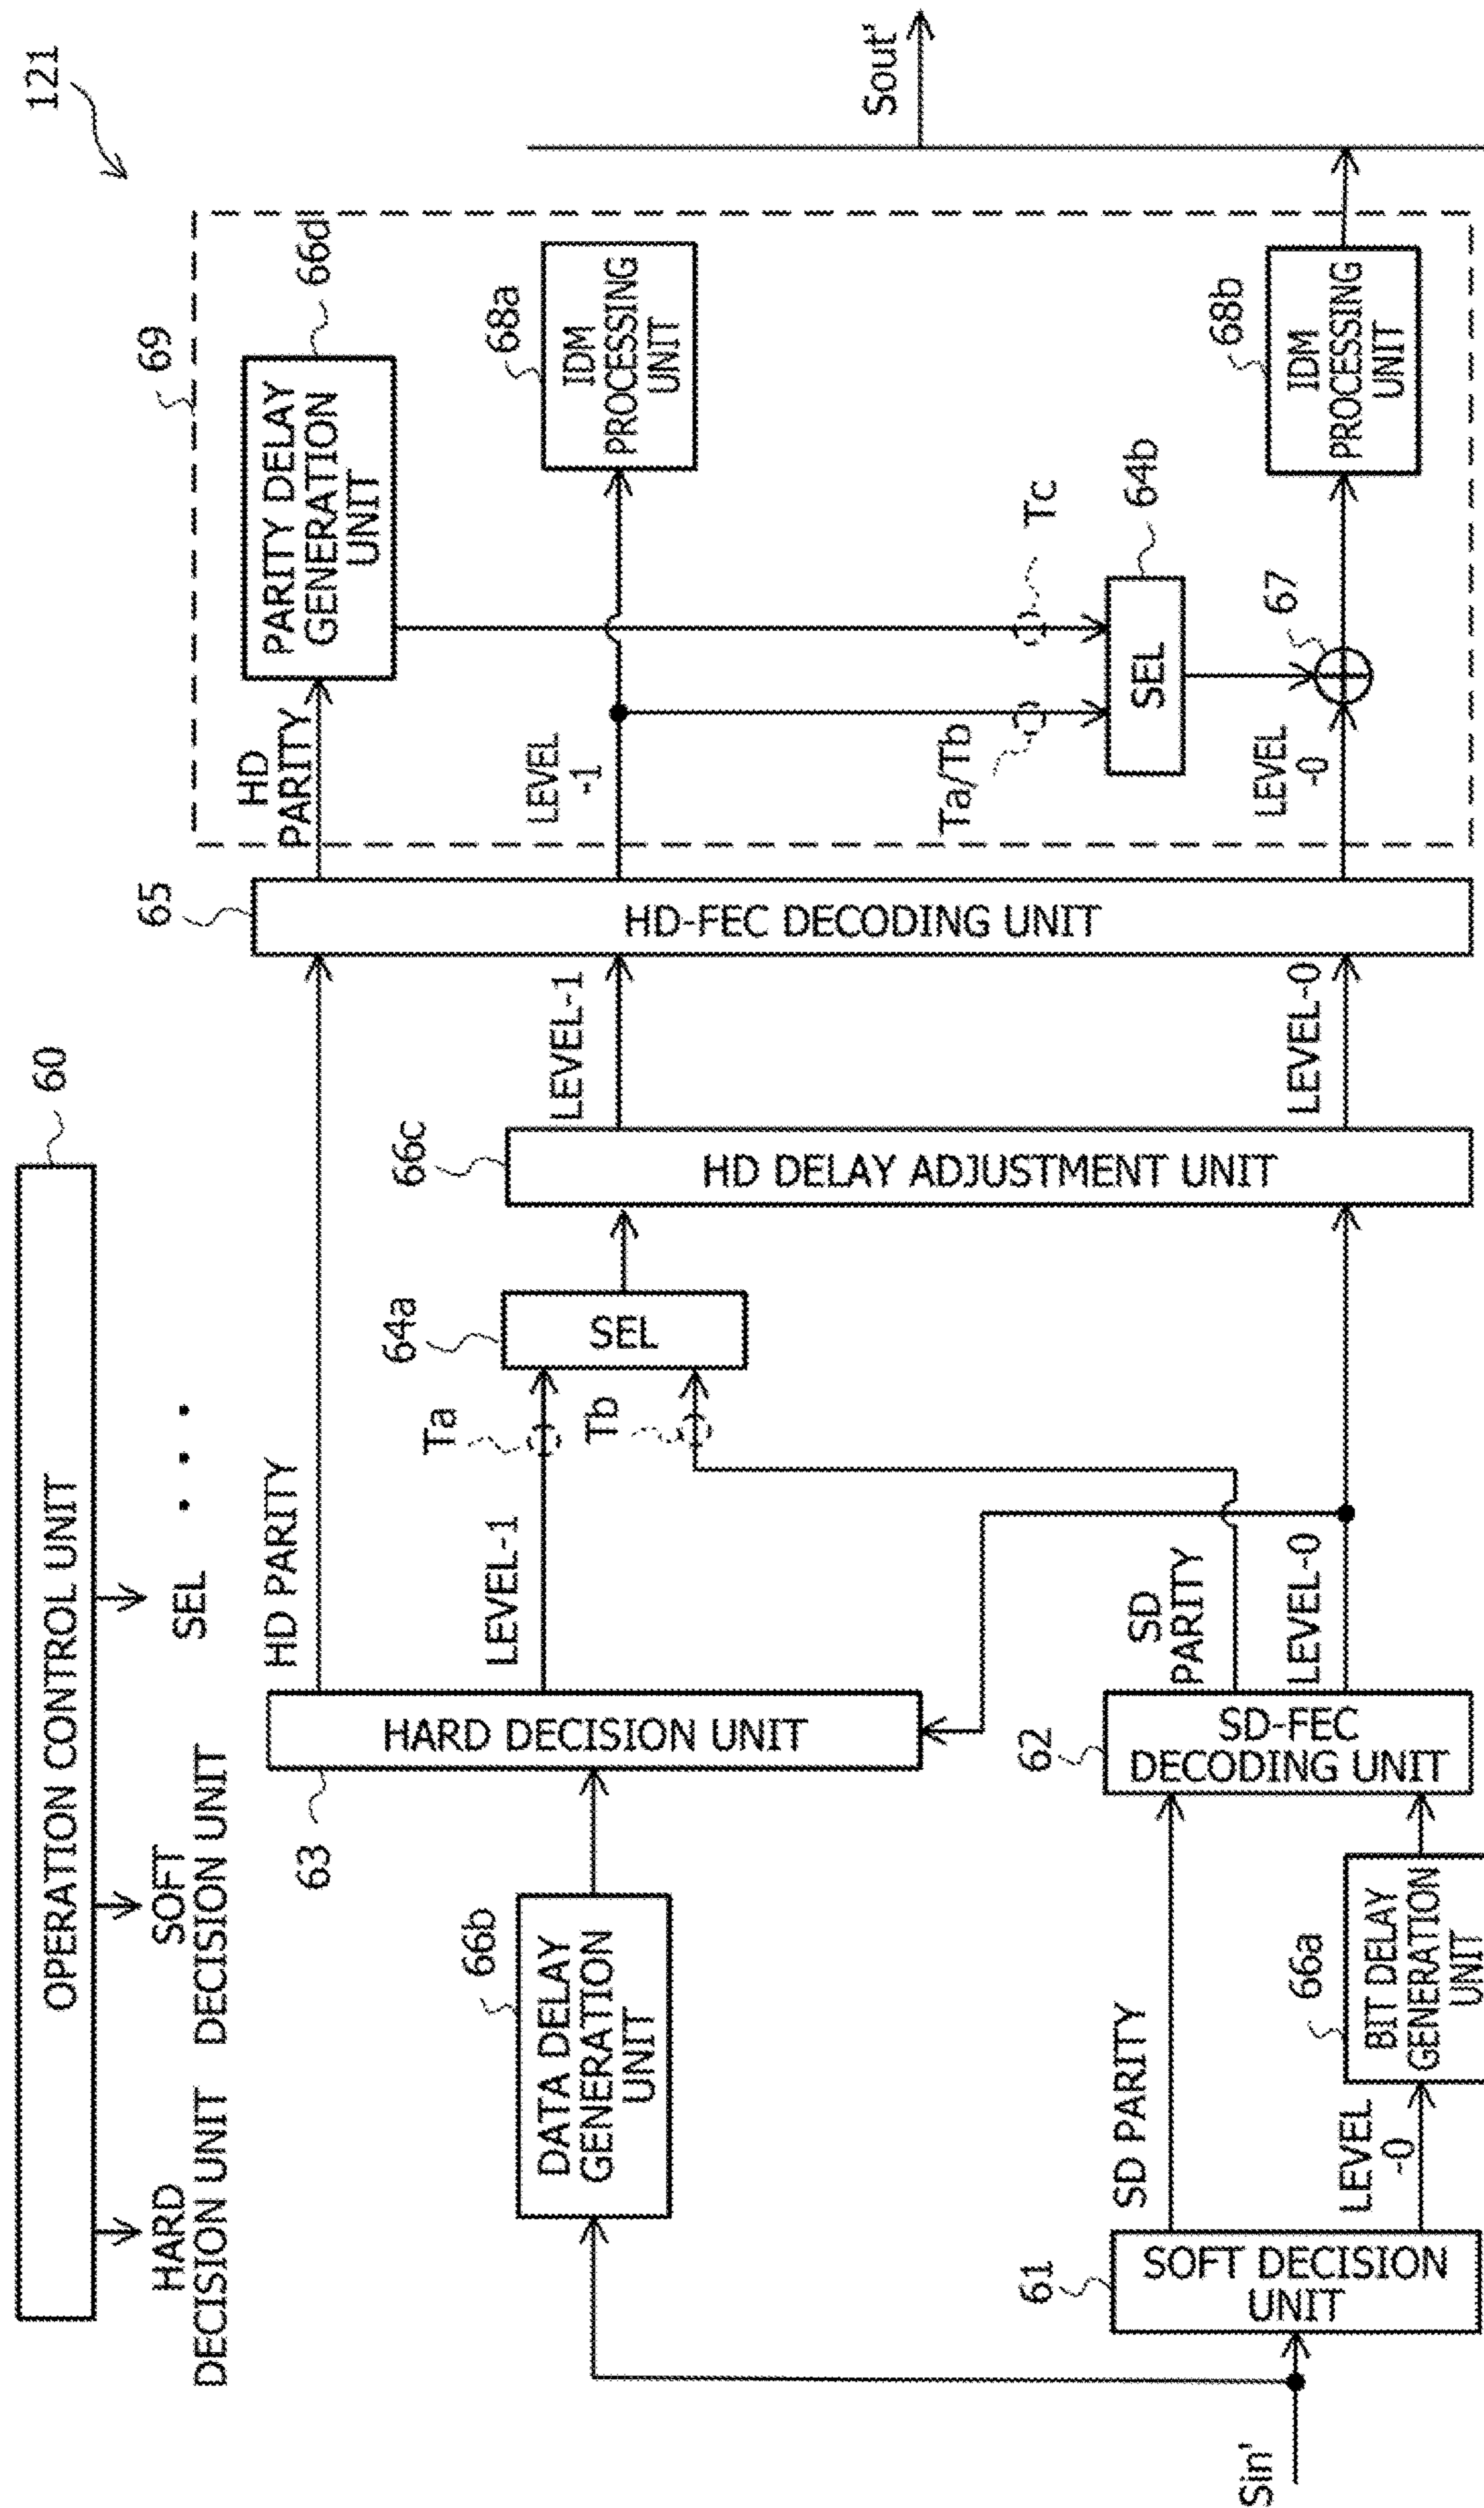 121
OPERATION CONTROL UNIT
60
HARD
DECISION UNIT
SOFT
DECISION UNIT
SEL
• • •
Sin'
61
SOFT DECISION
UNIT
SD PARITY
LEVEL
-0
66a
BIT DELAY
GENERATION
UNIT
66b
DATA DELAY
GENERATION
UNIT
62
SD-FEC
DECODING UNIT
63
HARD DECISION UNIT
HD PARITY
LEVEL-1
SD
PARITY
LEVEL-0
Ta
Tb
64a
SEL
66c
HD DELAY ADJUSTMENT UNIT
LEVEL-1
LEVEL-0
65
HD-FEC DECODING UNIT
69
HD
PARITY
LEVEL
-1
LEVEL
-0
66d
PARITY DELAY
GENERATION
UNIT
Ta/Tb
Tc
64b
SEL
67
68a
IDM
PROCESSING
UNIT
68b
IDM
PROCESSING
UNIT
Sout'